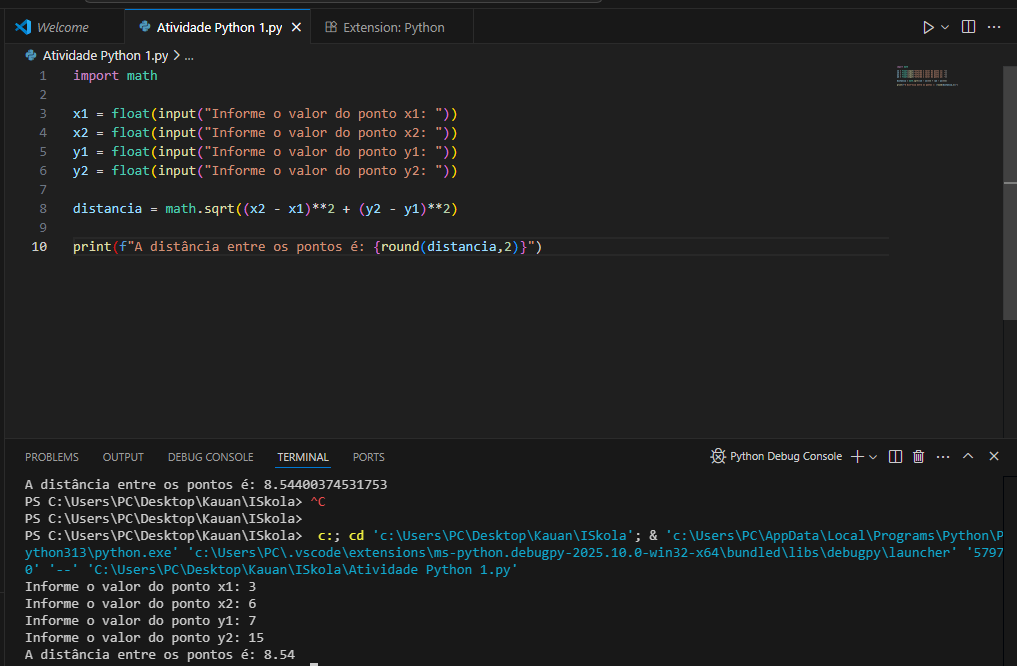 Welcome
Atividade Python 1.py
Extension: Python
Atividade Python 1.py > ...
1 import math
2
3 x1 = float(input("Informe o valor do ponto x1: "))
4 x2 = float(input("Informe o valor do ponto x2: "))
5 y1 = float(input("Informe o valor do ponto y1: "))
6 y2 = float(input("Informe o valor do ponto y2: "))
7
8 distancia = math.sqrt((x2 - x1)**2 + (y2 - y1)**2)
9
10 print(f"A distância entre os pontos é: {round(distancia,2)}")
PROBLEMS OUTPUT DEBUG CONSOLE TERMINAL PORTS Python Debug Console
A distância entre os pontos é: 8.54400374531753
PS C:\Users\PC\Desktop\Kauan\ISkola> ^C
PS C:\Users\PC\Desktop\Kauan\ISkola>
PS C:\Users\PC\Desktop\Kauan\ISkola>  c:; cd 'c:\Users\PC\Desktop\Kauan\ISkola'; & 'c:\Users\PC\AppData\Local\Programs\Python\P
ython313\python.exe' 'c:\Users\PC\.vscode\extensions\ms-python.debugpy-2025.10.0-win32-x64\bundled\libs\debugpy\launcher' '5797
0' '--' 'C:\Users\PC\Desktop\Kauan\ISkola\Atividade Python 1.py'
Informe o valor do ponto x1: 3
Informe o valor do ponto x2: 6
Informe o valor do ponto y1: 7
Informe o valor do ponto y2: 15
A distância entre os pontos é: 8.54